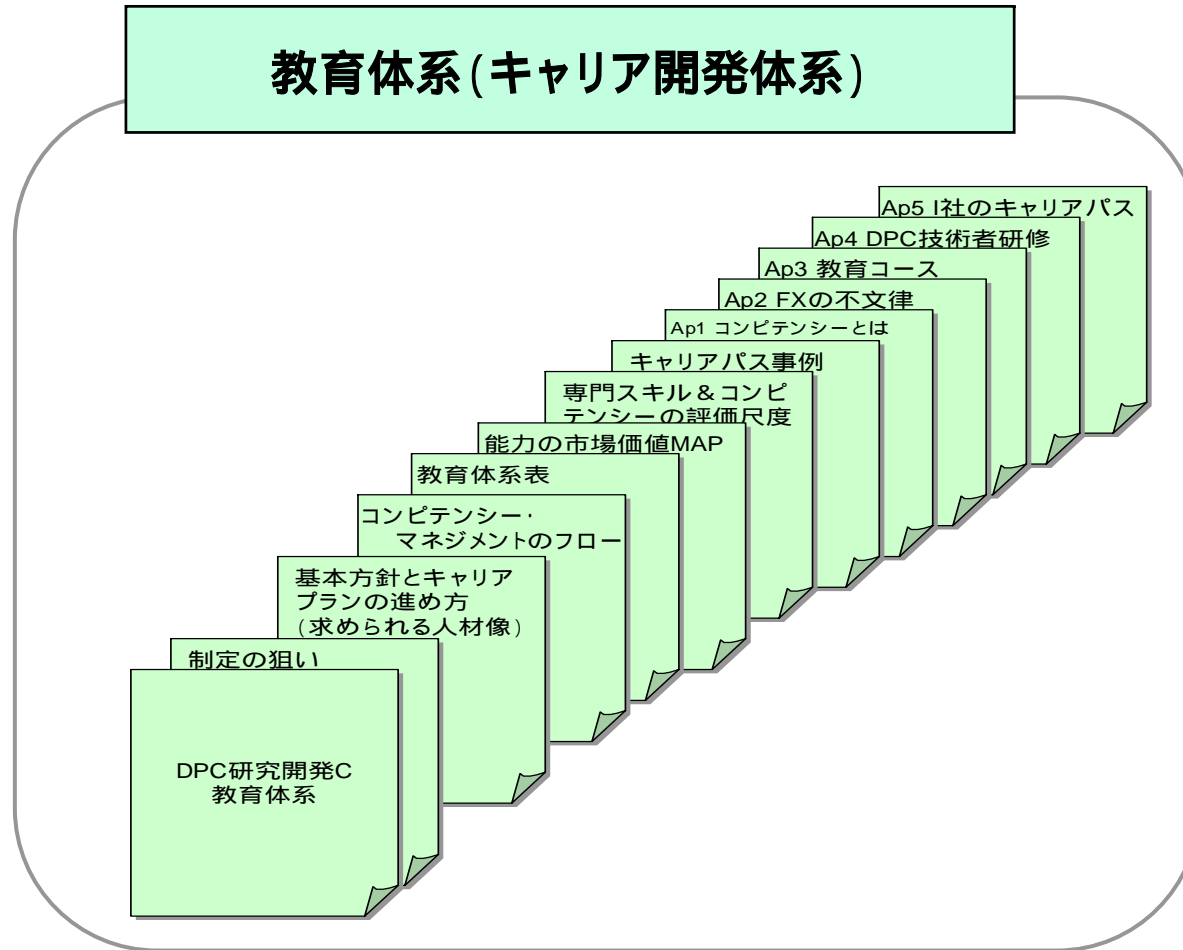 教育体系(キャリア開発体系)
Ap5 I社のキャリアパス
Ap4 DPC技術者研修
Ap3 教育コース
Ap2 FXの不文律
Ap1 コンピテンシーとは
キャリアパス事例
専門スキル&コンピ
テンシーの評価尺度
能力の市場価値MAP
教育体系表
コンピテンシー・
マネジメントのフロー
基本方針とキャリア
プランの進め方
(求められる人材像)
制定の狙い
DPC研究開発C
教育体系